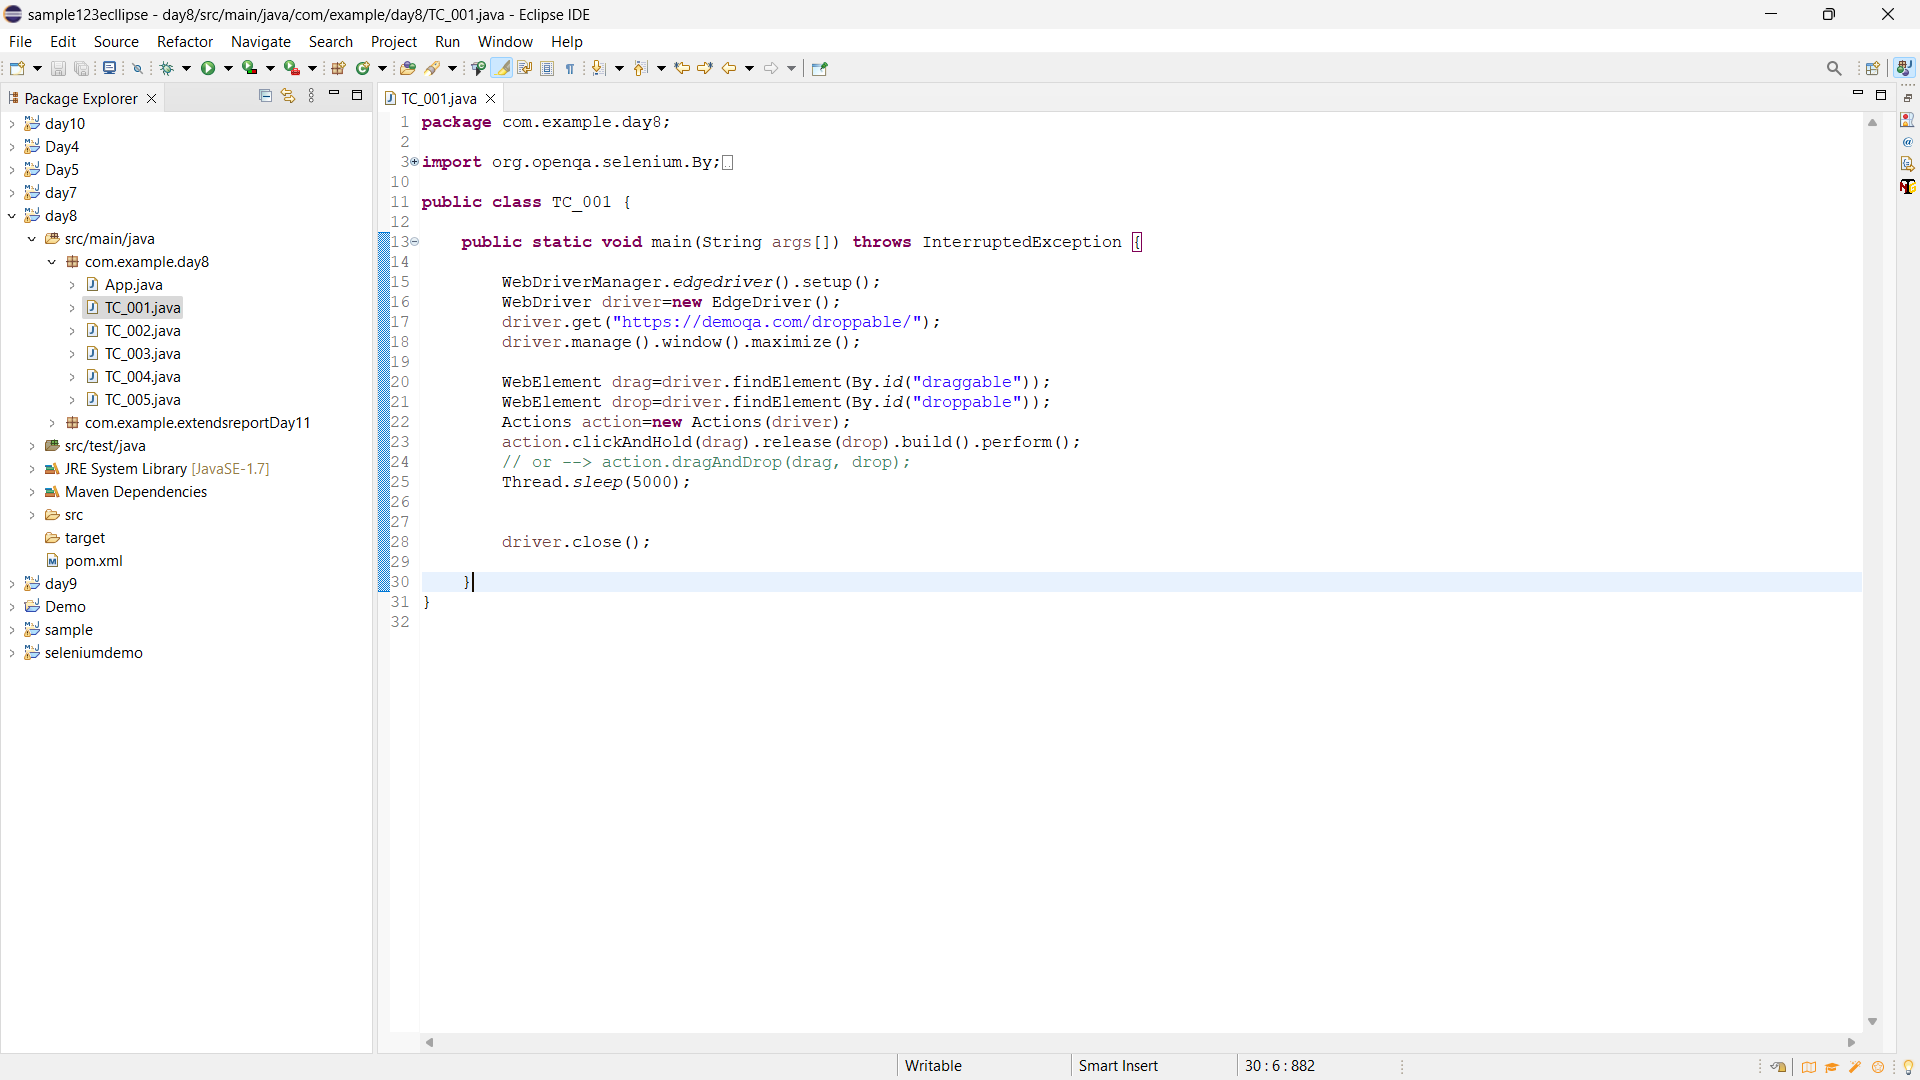 sample123ecllipse - day8/src/main/java/com/example/day8/TC_001.java - Eclipse IDE
File Edit Source Refactor Navigate Search Project Run Window Help
Package Explorer
day10
Day4
Day5
day7
day8
src/main/java
com.example.day8
App.java
TC_001.java
TC_002.java
TC_003.java
TC_004.java
TC_005.java
com.example.extendsreportDay11
src/test/java
JRE System Library [JavaSE-1.7]
Maven Dependencies
src
target
pom.xml
day9
Demo
sample
seleniumdemo
TC_001.java
1 package com.example.day8;
2
3 import org.openqa.selenium.By;
10
11 public class TC_001 {
12
13 public static void main(String args[]) throws InterruptedException {
14
15 WebDriverManager.edgedriver().setup();
16 WebDriver driver=new EdgeDriver();
17 driver.get("https://demoqa.com/droppable/");
18 driver.manage().window().maximize();
19
20 WebElement drag=driver.findElement(By.id("draggable"));
21 WebElement drop=driver.findElement(By.id("droppable"));
22 Actions action=new Actions(driver);
23 action.clickAndHold(drag).release(drop).build().perform();
24 // or --> action.dragAndDrop(drag, drop);
25 Thread.sleep(5000);
26
27
28 driver.close();
29
30 }
31 }
32
Writable Smart Insert 30 : 6 : 882